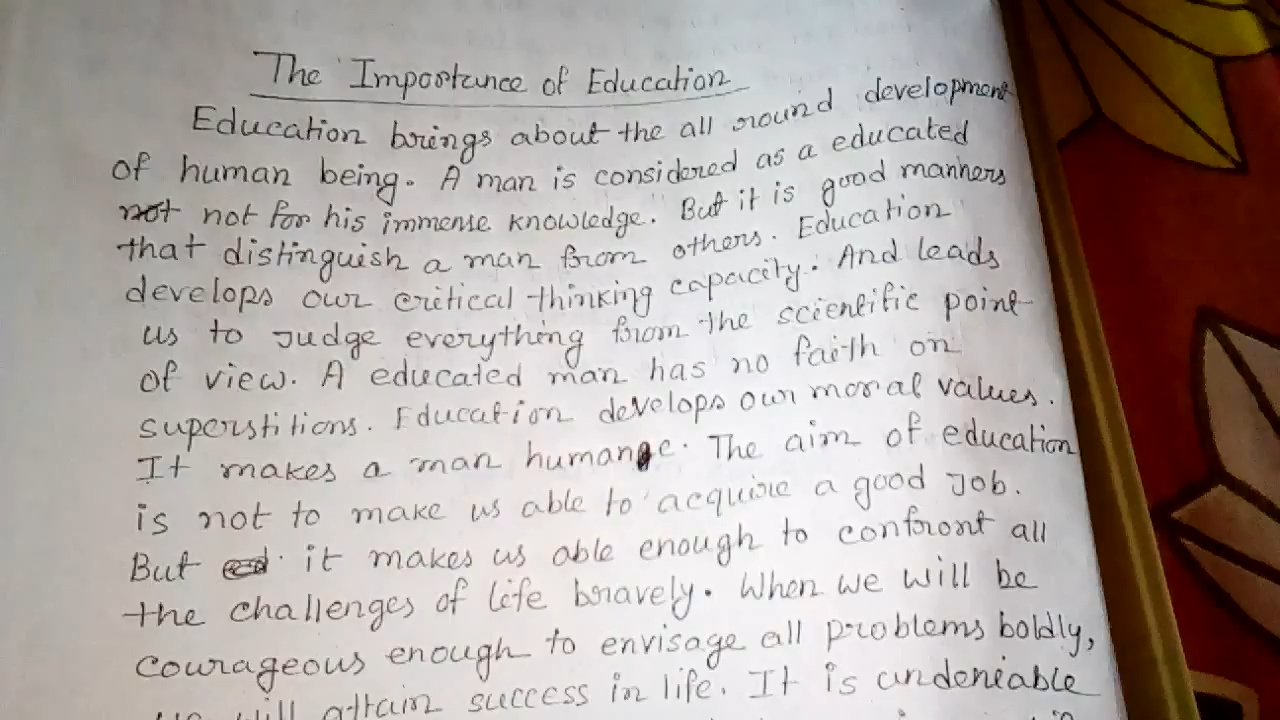 The Importance of Education
Education brings about the all round development
of human being. A man is considered as a educated
not not for his immense knowledge. But it is good manners
that distinguish a man from others. Education
develops our critical thinking capacity. And leads
us to Judge everything from the scientific point
of view. A educated man has no faith on
superstitions. Education develops our moral values.
It makes a man humane. The aim of education
is not to make us able to acquire a good Job.
But it makes us able enough to confront all
the challenges of life bravely. When we will be
courageous enough to envisage all problems boldly,
we will attain success in life. It is undeniable